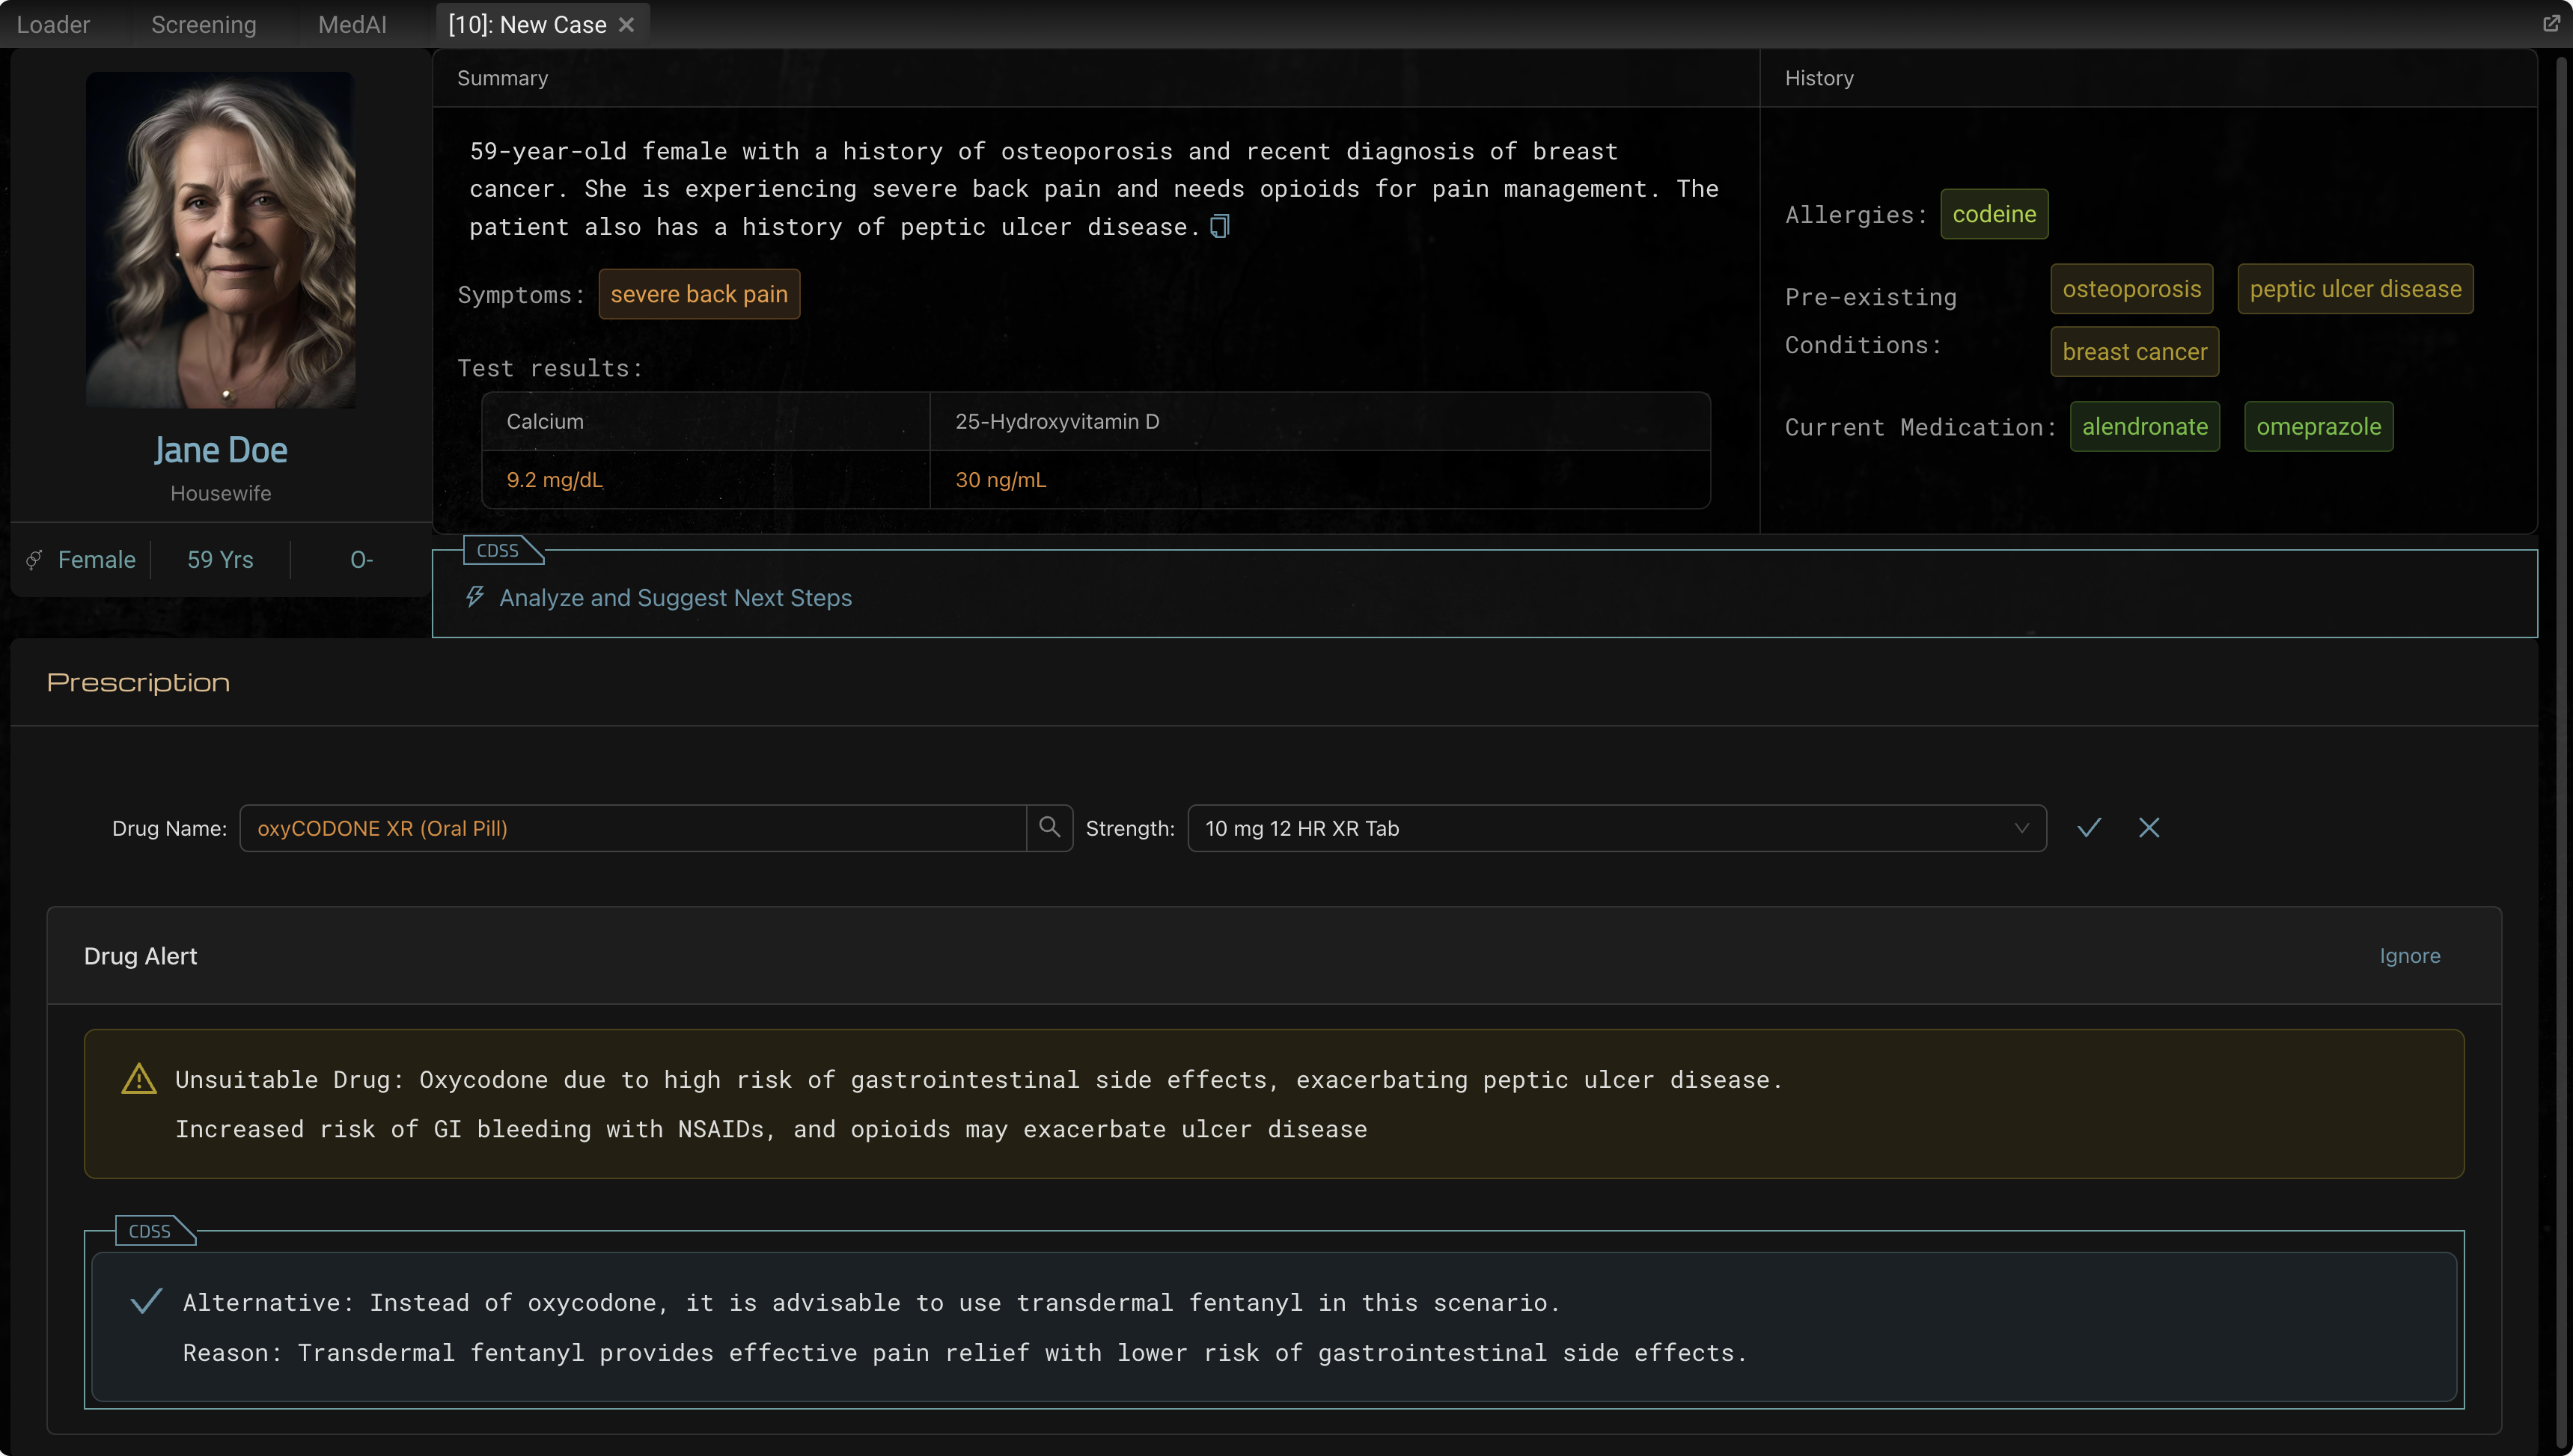 Loader
Screening
MedAI
[10]: New Case
Summary
History
59-year-old female with a history of osteoporosis and recent diagnosis of breast
cancer. She is experiencing severe back pain and needs opioids for pain management. The
patient also has a history of peptic ulcer disease.
Symptoms: severe back pain
Test results:
Calcium 25-Hydroxyvitamin D
9.2 mg/dL 30 ng/mL
Allergies: codeine
Pre-existing
Conditions:
osteoporosis peptic ulcer disease
breast cancer
Current Medication: alendronate omeprazole
Jane Doe
Housewife
Female 59 Yrs O-
CDSS
Analyze and Suggest Next Steps
Prescription
Drug Name: oxyCODONE XR (Oral Pill) Strength: 10 mg 12 HR XR Tab
Drug Alert
Ignore
Unsuitable Drug: Oxycodone due to high risk of gastrointestinal side effects, exacerbating peptic ulcer disease.
Increased risk of GI bleeding with NSAIDs, and opioids may exacerbate ulcer disease
CDSS
Alternative: Instead of oxycodone, it is advisable to use transdermal fentanyl in this scenario.
Reason: Transdermal fentanyl provides effective pain relief with lower risk of gastrointestinal side effects.